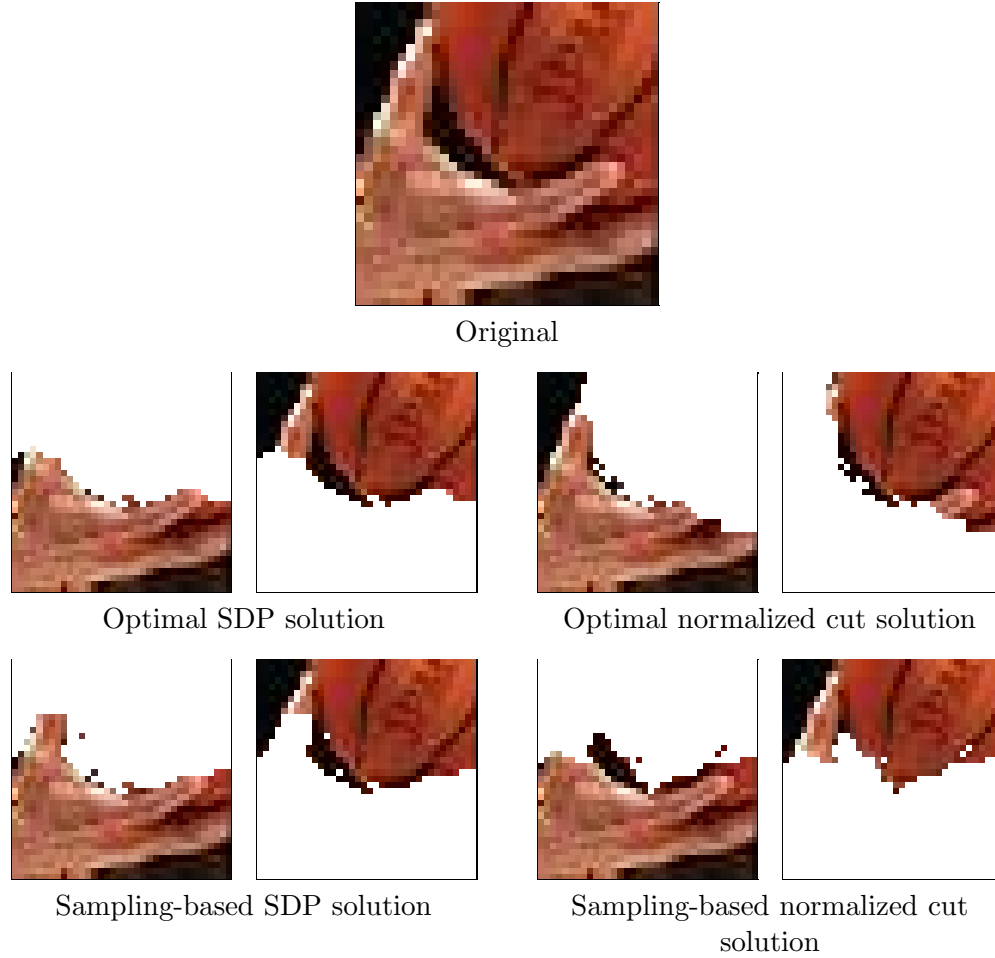 Original
Optimal SDP solution
Optimal normalized cut solution
Sampling-based SDP solution
Sampling-based normalized cut
solution